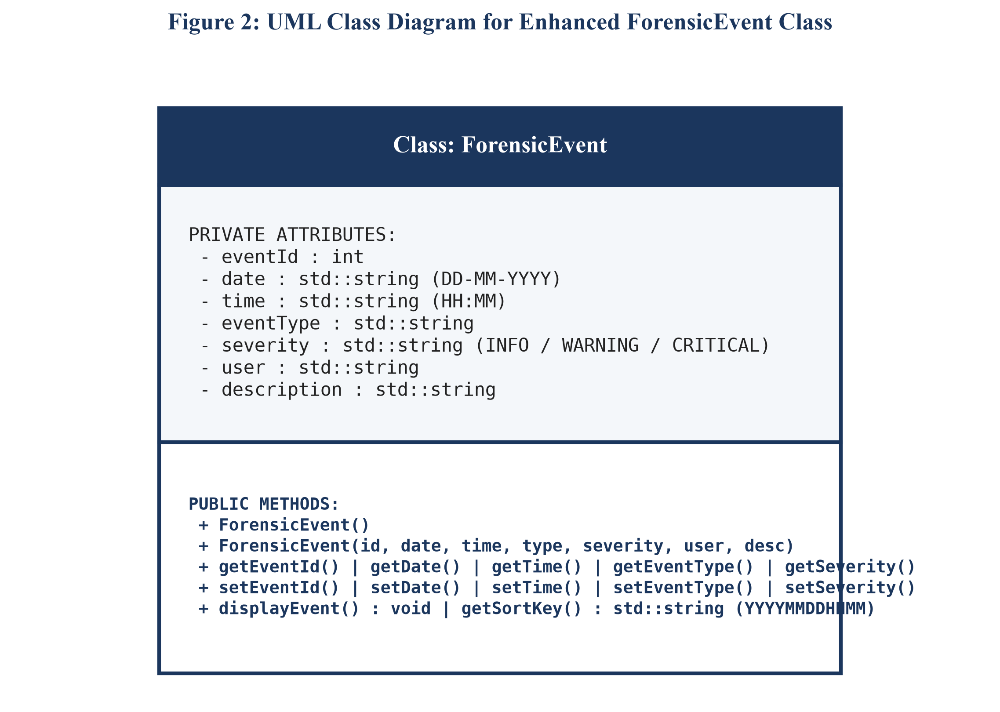 Figure 2: UML Class Diagram for Enhanced ForensicEvent Class
Class: ForensicEvent
PRIVATE ATTRIBUTES:
- eventId : int
- date : std::string (DD-MM-YYYY)
- time : std::string (HH:MM)
- eventType : std::string
- severity : std::string (INFO / WARNING / CRITICAL)
- user : std::string
- description : std::string
PUBLIC METHODS:
+ ForensicEvent()
+ ForensicEvent(id, date, time, type, severity, user, desc)
+ getEventId() | getDate() | getTime() | getEventType() | getSeverity()
+ setEventId() | setDate() | setTime() | setEventType() | setSeverity()
+ displayEvent() : void | getSortKey() : std::string (YYYYMMDDHHMM)